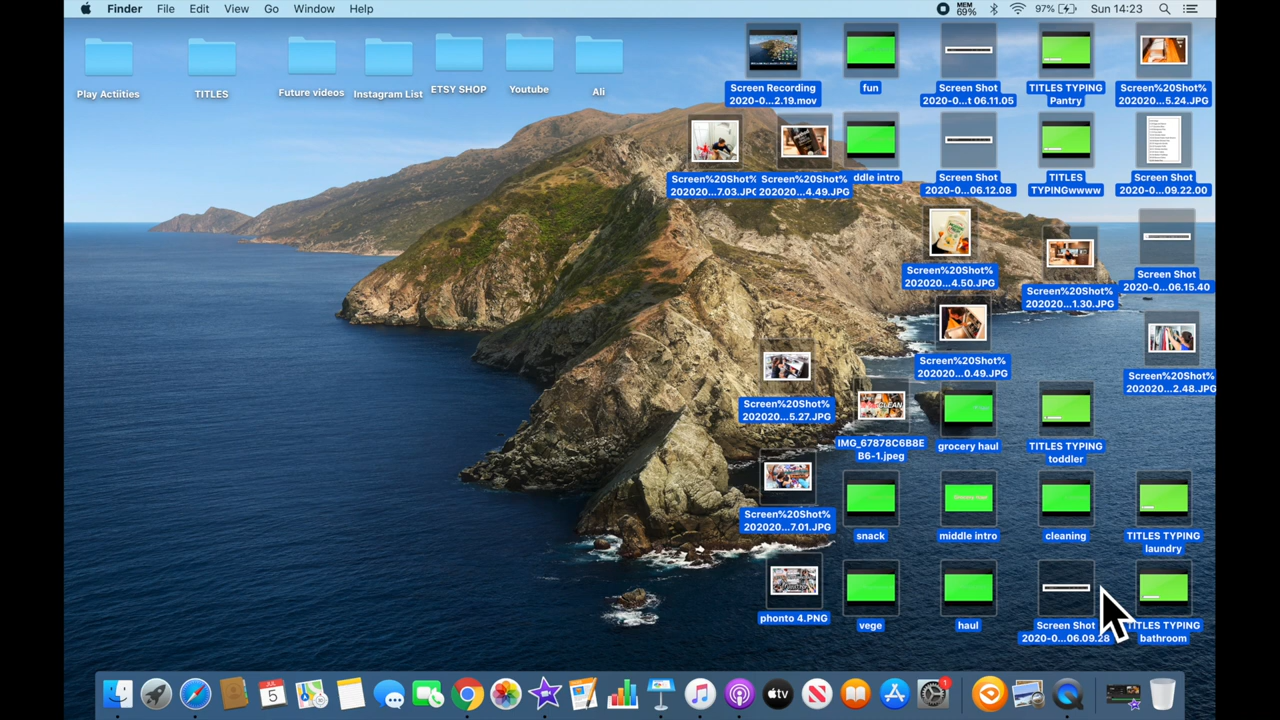 Finder File Edit View Go Window Help MEM 69% 97% Sun 14:23
Play Actiities
TITLES
Future videos
Instagram List
ETSY SHOP
Youtube
Ali
Screen Recording
2020-0...2.19.mov
fun
Screen Shot
2020-0...t 06.11.05
TITLES TYPING
Pantry
Screen%20Shot%
202020...5.24.JPG
Screen%20Shot%
202020...7.03.JPG
Screen%20Shot%
202020...4.49.JPG
ddle intro
Screen Shot
2020-0...06.12.08
TITLES
TYPINGwwww
Screen Shot
2020-0...09.22.00
Screen%20Shot%
202020...4.50.JPG
Screen%20Shot%
202020...1.30.JPG
Screen Shot
2020-0...06.15.40
Screen%20Shot%
202020...0.49.JPG
Screen%20Shot%
202020...2.48.JPG
Screen%20Shot%
202020...5.27.JPG
CLEAN
IMG_67878C6B8E
B6-1.jpeg
grocery haul
TITLES TYPING
toddler
Screen%20Shot%
202020...7.01.JPG
snack
middle intro
cleaning
TITLES TYPING
laundry
phonto 4.PNG
vege
haul
Screen Shot
2020-0...06.09.28
TITLES TYPING
bathroom
JUL
5
tv
1